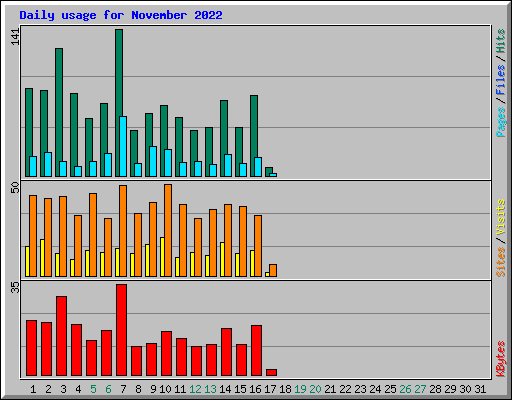 Daily usage for November 2022
141
Pages/Files/Hits
50
Sites/Visits
35
KBytes
1 2 3 4 5 6 7 8 9 10 11 12 13 14 15 16 17 18 19 20 21 22 23 24 25 26 27 28 29 30 31